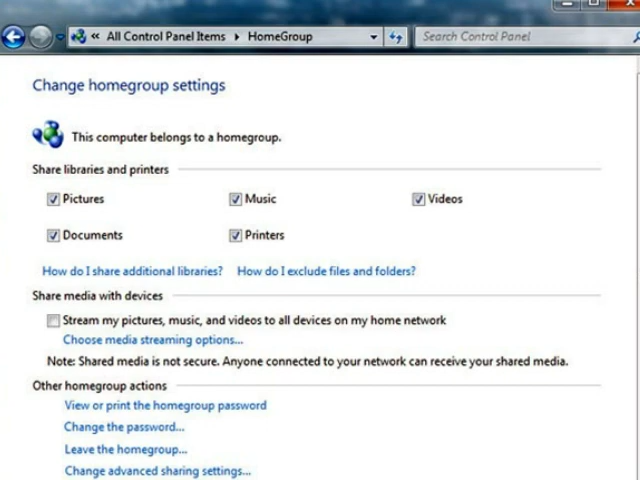 « All Control Panel Items HomeGroup Search Control Panel
Change homegroup settings
This computer belongs to a homegroup.
Share libraries and printers
Pictures Music Videos
Documents Printers
How do I share additional libraries? How do I exclude files and folders?
Share media with devices
Stream my pictures, music, and videos to all devices on my home network
Choose media streaming options...
Note: Shared media is not secure. Anyone connected to your network can receive your shared media.
Other homegroup actions
View or print the homegroup password
Change the password...
Leave the homegroup...
Change advanced sharing settings...